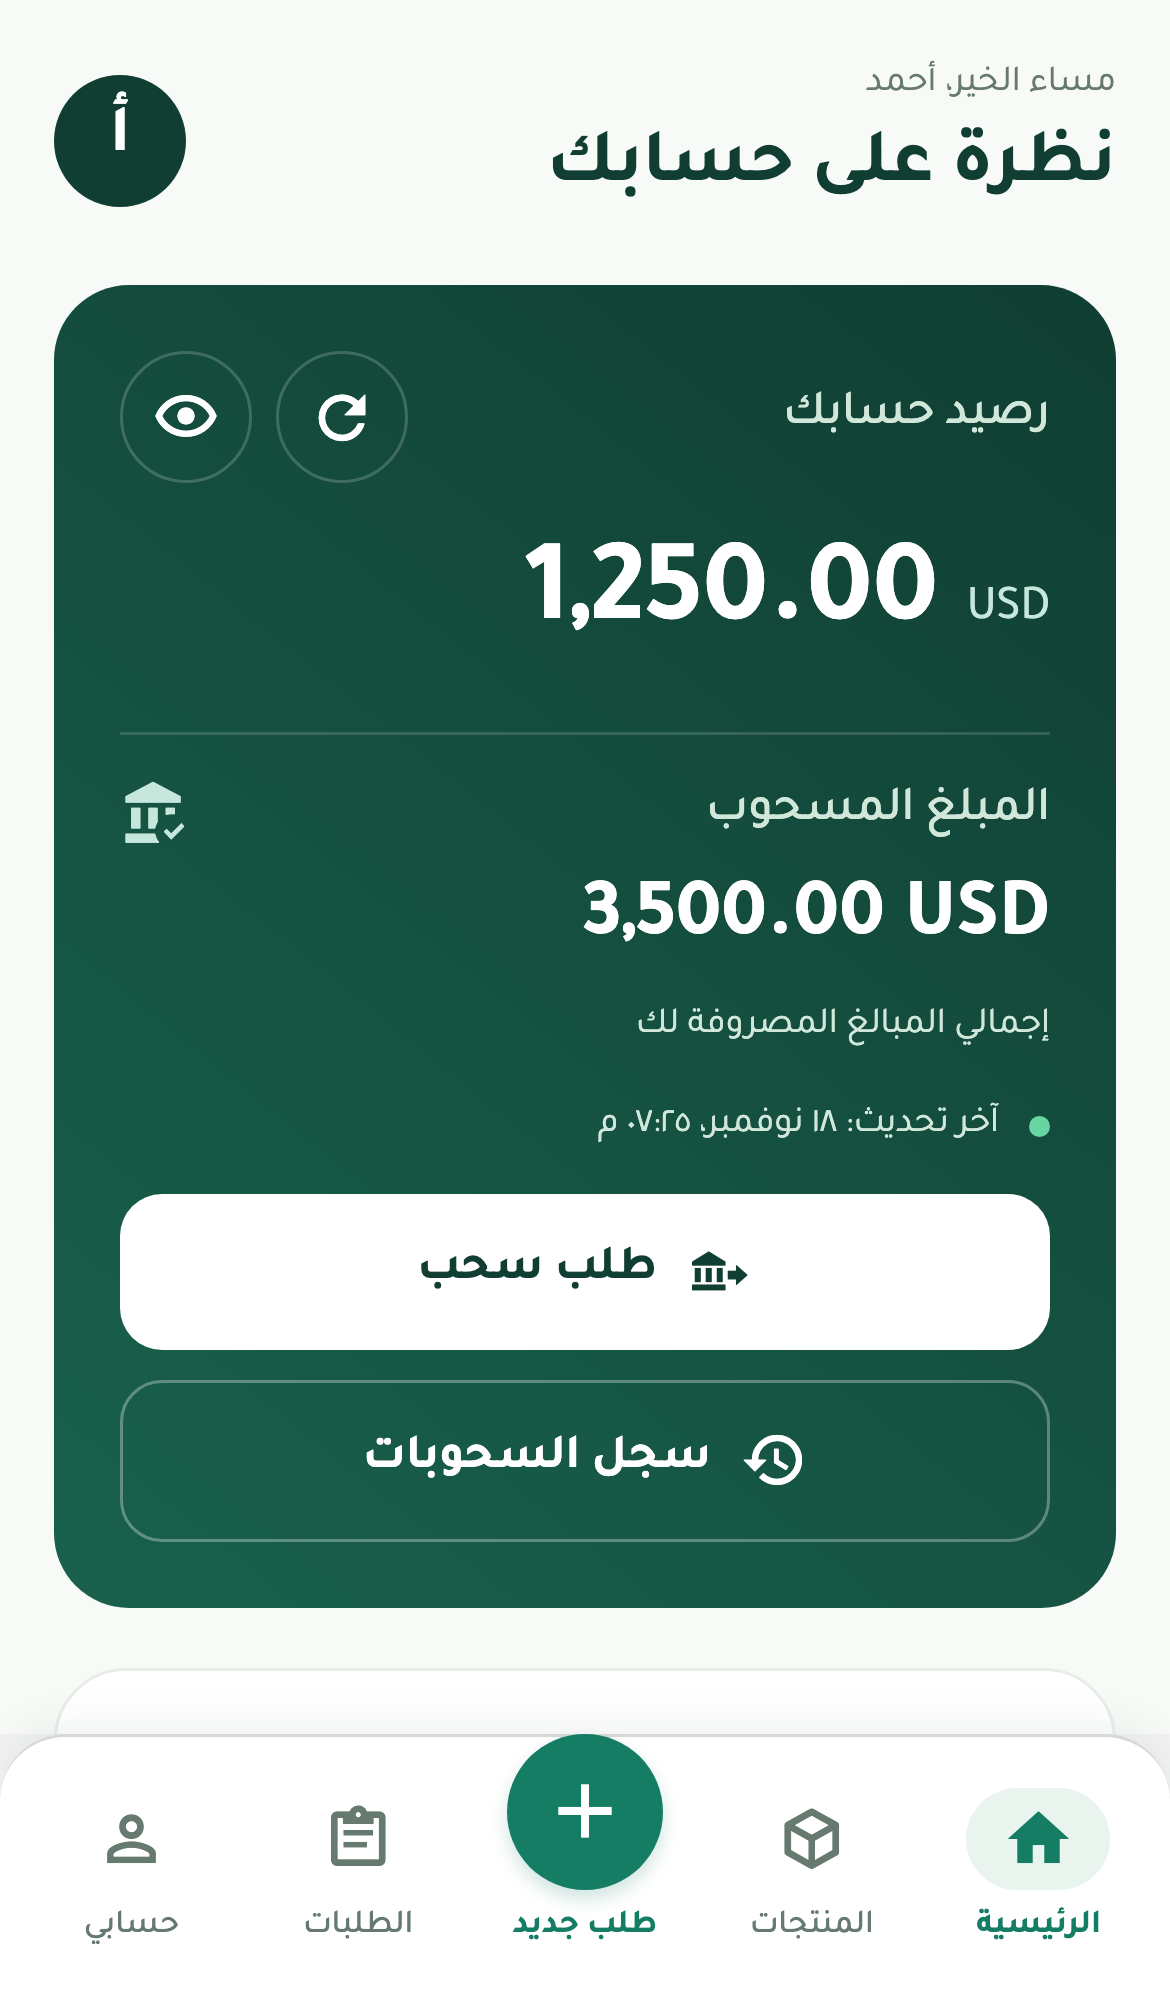 مساء الخير، أحمد
نظرة على حسابك
أ
رصيد حسابك
1,250.00 USD
المبلغ المسحوب
3,500.00 USD
إجمالي المبالغ المصروفة لك
آخر تحديث: ١٨ نوفمبر، ٠٧:٢٥ م
طلب سحب
سجل السحوبات
الرئيسية
المنتجات
طلب جديد
الطلبات
حسابي